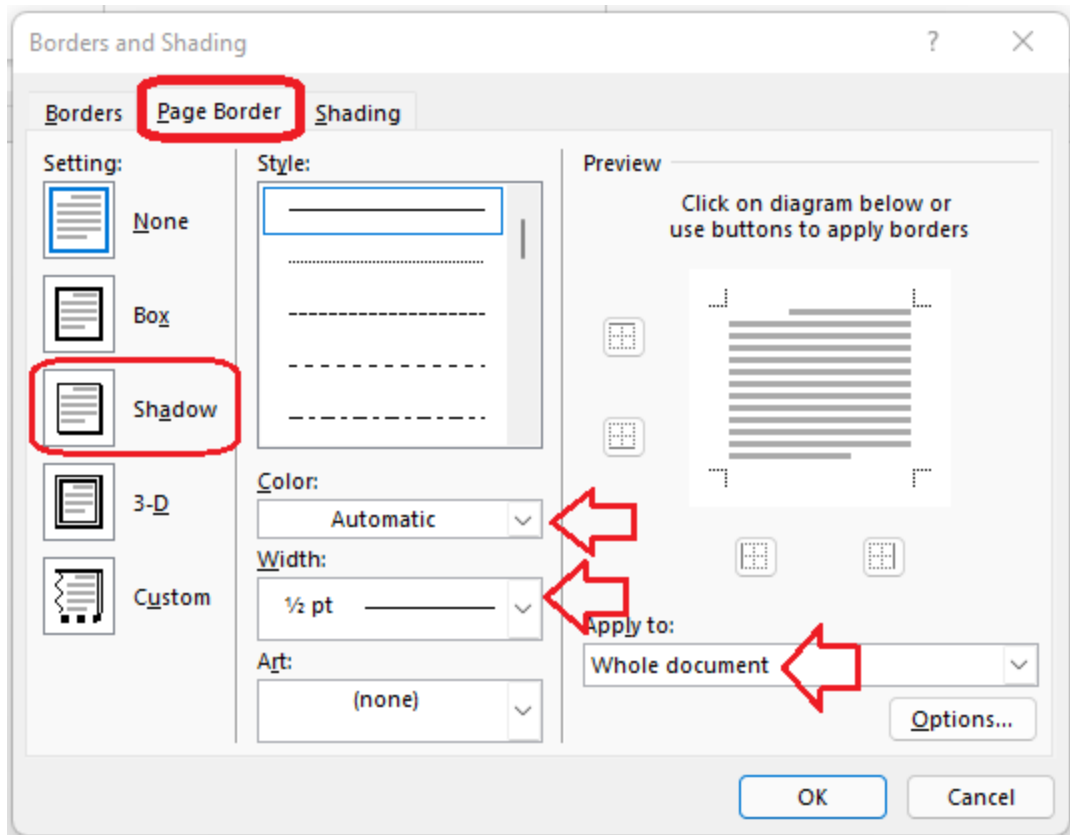 Borders and Shading
?
Borders
Page Border
Shading
Setting:
None
Box
Shadow
3-D
Custom
Style:
Color:
Automatic
Width:
½ pt
Art:
(none)
Preview
Click on diagram below or
use buttons to apply borders
Apply to:
Whole document
Options...
OK
Cancel